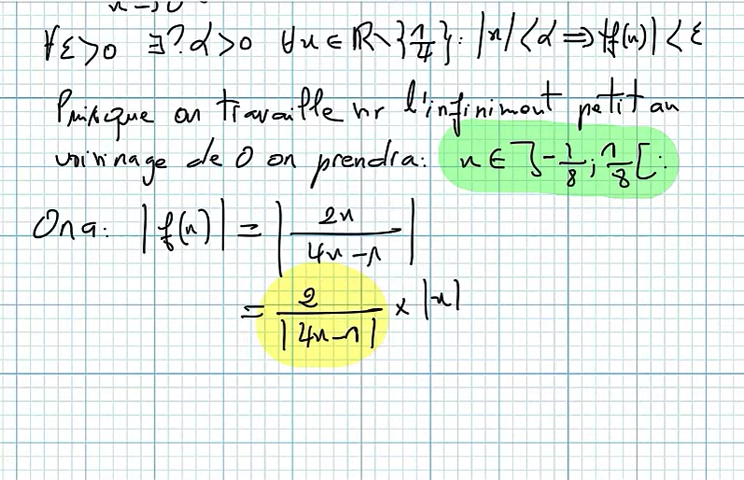 x→0
∀ε>0 ∃?α>0 ∀x∈ℝ\{1/4}: |x|<α ⇒ |f(x)|<ε
Puisque on travaille sur l'infiniment petit au
voisinage de 0 on prendra: x∈]-1/8;1/8[:
On a: |f(x)| = |2x/(4x-1)|
= 2/|4x-1| × |x|